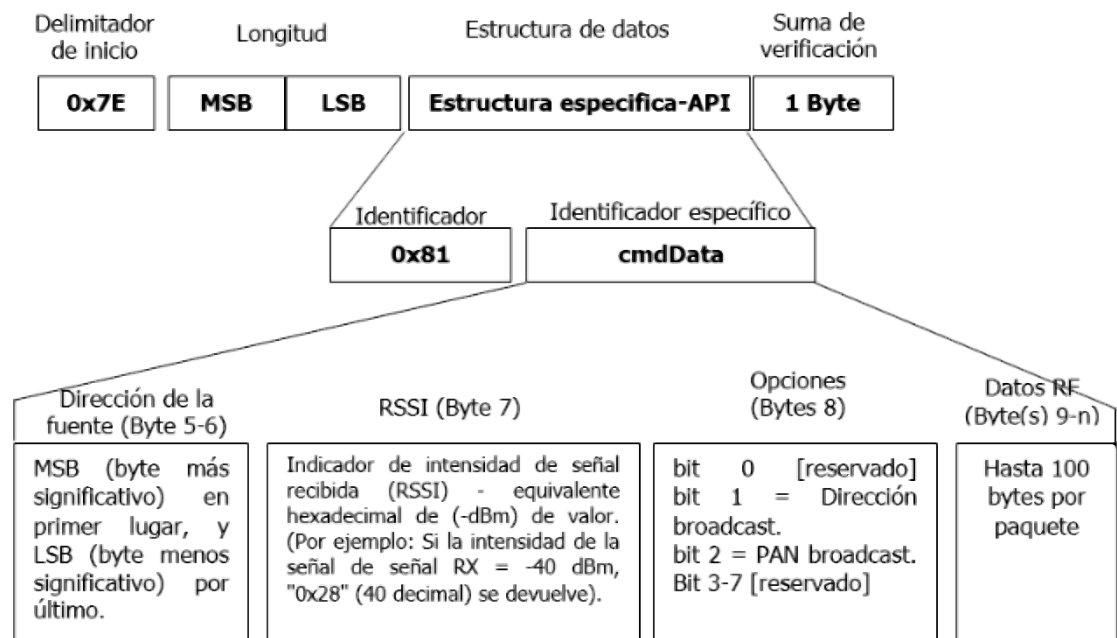 Delimitador
de inicio
Longitud
Estructura de datos
Suma de
verificación
0x7E
MSB
LSB
Estructura especifica-API
1 Byte
Identificador
Identificador específico
0x81
cmdData
Dirección de la
fuente (Byte 5-6)
RSSI (Byte 7)
Opciones
(Bytes 8)
Datos RF
(Byte(s) 9-n)
MSB (byte más
significativo) en
primer lugar, y
LSB (byte menos
significativo) por
último.
Indicador de intensidad de señal
recibida (RSSI) - equivalente
hexadecimal de (-dBm) de valor.
(Por ejemplo: Si la intensidad de la
señal de señal RX = -40 dBm,
"0x28" (40 decimal) se devuelve).
bit 0 [reservado]
bit 1 = Dirección
broadcast.
bit 2 = PAN broadcast.
Bit 3-7 [reservado]
Hasta 100
bytes por
paquete